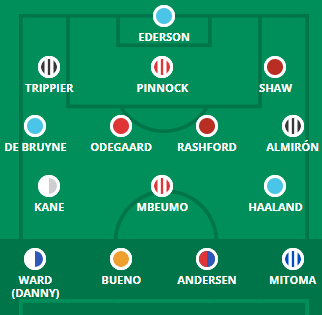 EDERSON
TRIPPIER PINNOCK SHAW
DE BRUYNE ODEGAARD RASHFORD ALMIRÓN
KANE MBEUMO HAALAND
WARD BUENO ANDERSEN MITOMA
(DANNY)